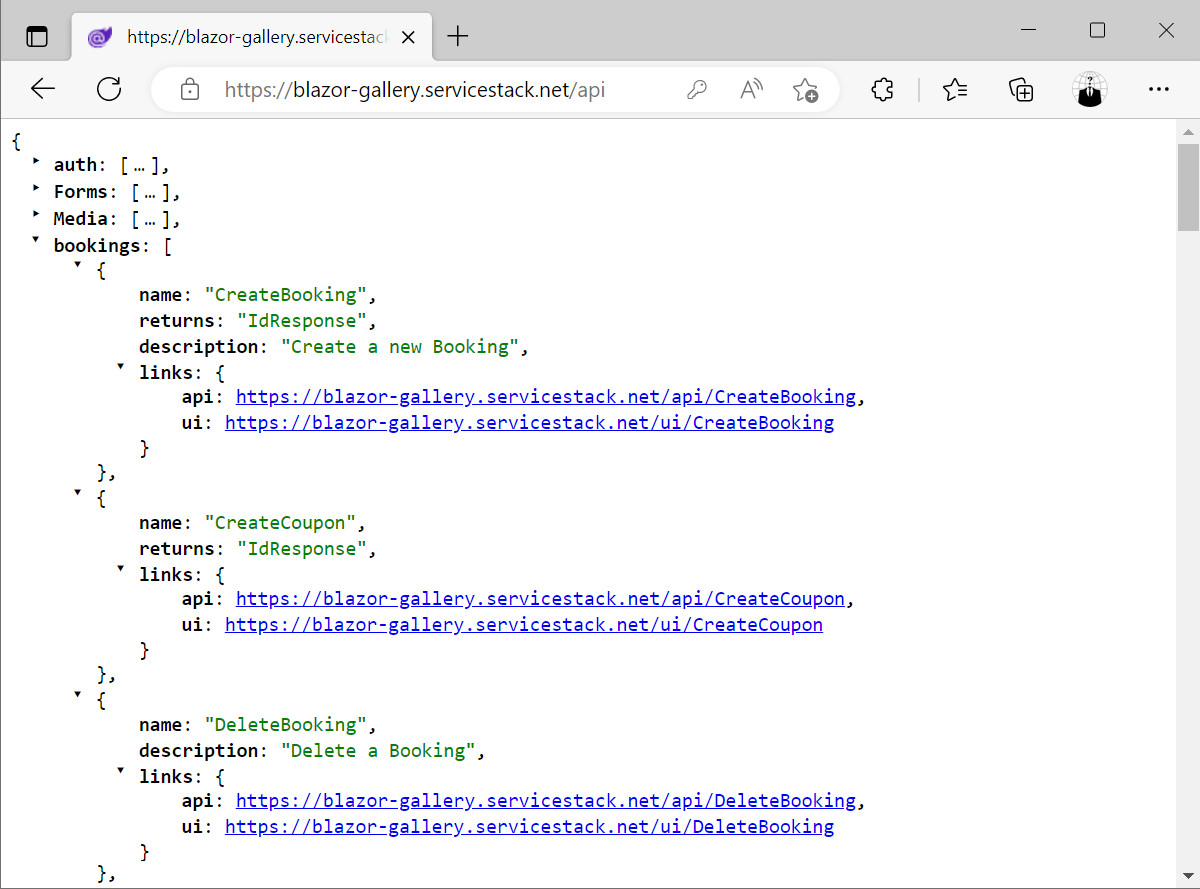 https://blazor-gallery.servicestac
https://blazor-gallery.servicestack.net/api
{
auth: […],
Forms: […],
Media: […],
bookings: [
{
name: "CreateBooking",
returns: "IdResponse",
description: "Create a new Booking",
links: {
api: https://blazor-gallery.servicestack.net/api/CreateBooking,
ui: https://blazor-gallery.servicestack.net/ui/CreateBooking
}
},
{
name: "CreateCoupon",
returns: "IdResponse",
links: {
api: https://blazor-gallery.servicestack.net/api/CreateCoupon,
ui: https://blazor-gallery.servicestack.net/ui/CreateCoupon
}
},
{
name: "DeleteBooking",
description: "Delete a Booking",
links: {
api: https://blazor-gallery.servicestack.net/api/DeleteBooking,
ui: https://blazor-gallery.servicestack.net/ui/DeleteBooking
}
},